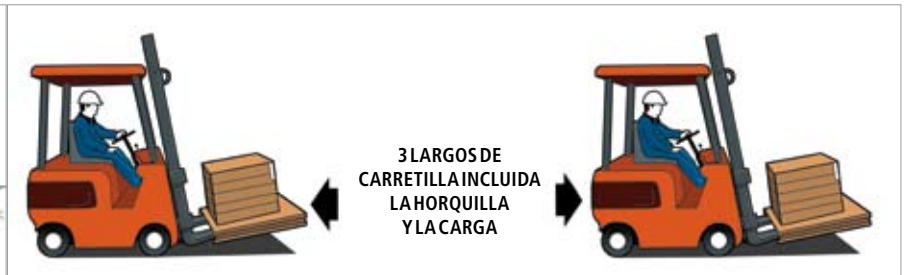 3 LARGOS DE
CARRETILLA INCLUIDA
LA HORQUILLA
Y LA CARGA